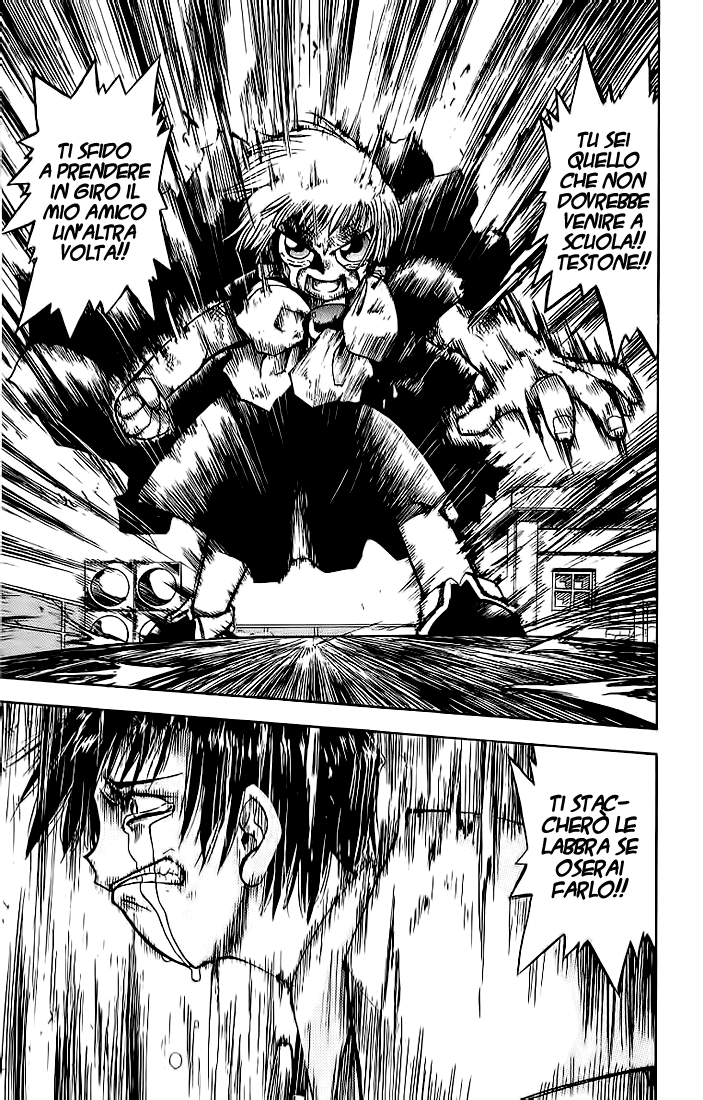 TU SEI
QUELLO
CHE NON
DOVREBBE
VENIRE A
SCUOLA!!
TESTONE!!
TI SFIDO
A PRENDERE
IN GIRO IL
MIO AMICO
UN'ALTRA
VOLTA!!
TI STAC-
CHERÒ LE
LABBRA SE
OSERAI
FARLO!!